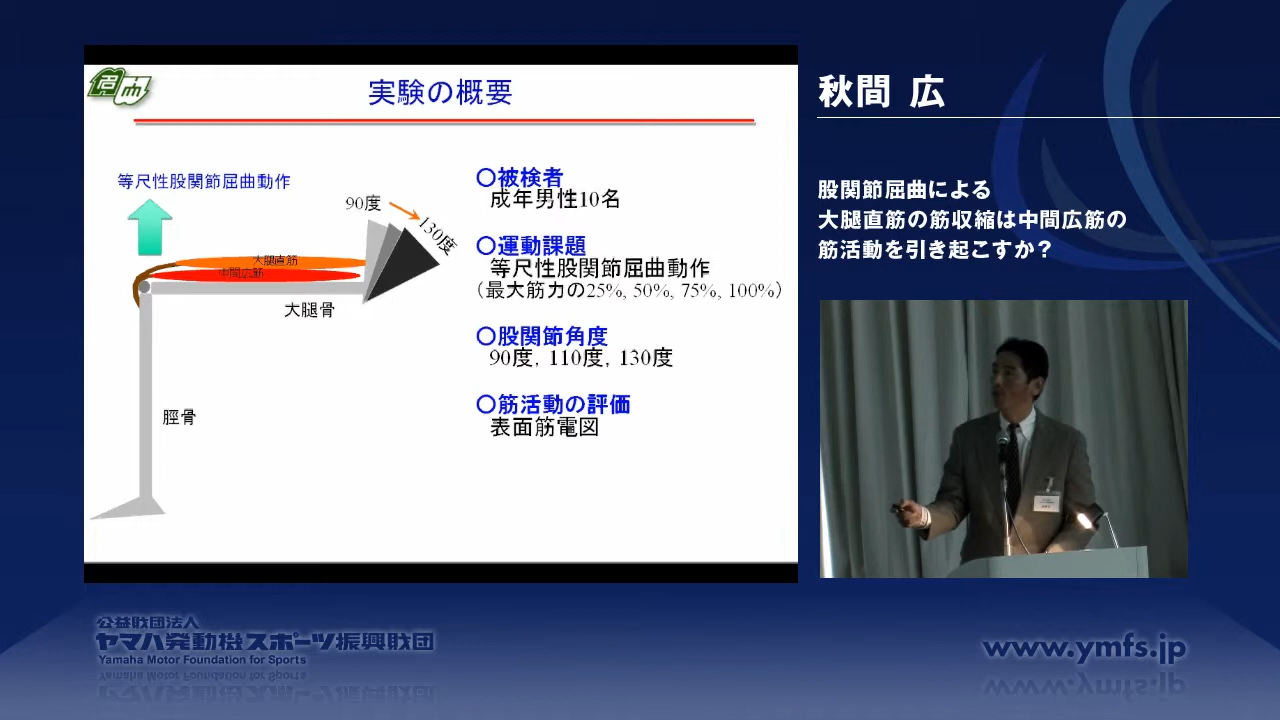 実験の概要
等尺性股関節屈曲動作
90度
130度
大腿直筋
中間広筋
大腿骨
脛骨
○被検者
成年男性10名
○運動課題
等尺性股関節屈曲動作
（最大筋力の25%, 50%, 75%, 100%）
○股関節角度
90度, 110度, 130度
○筋活動の評価
表面筋電図
秋間 広
股関節屈曲による
大腿直筋の筋収縮は中間広筋の
筋活動を引き起こすか？
公益財団法人
ヤマハ発動機スポーツ振興財団
Yamaha Motor Foundation for Sports
www.ymfs.jp